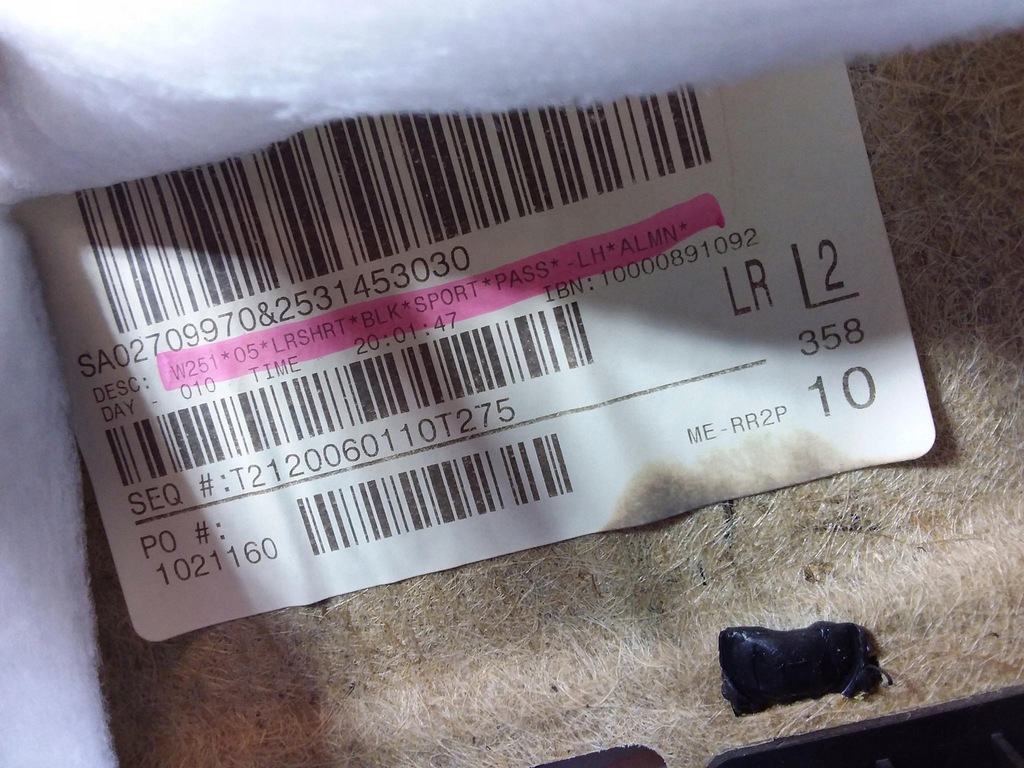 SA02709970&2531453030
DESC: W251*05*LRSHRT*BLK*SPORT*PASS*-LH*ALMN*
DAY - 010 TIME 20:01:47 IBN:10000891092
LR L2
SEQ #:T2120060110T275
358
PO #:
1021160
ME-RR2P
10